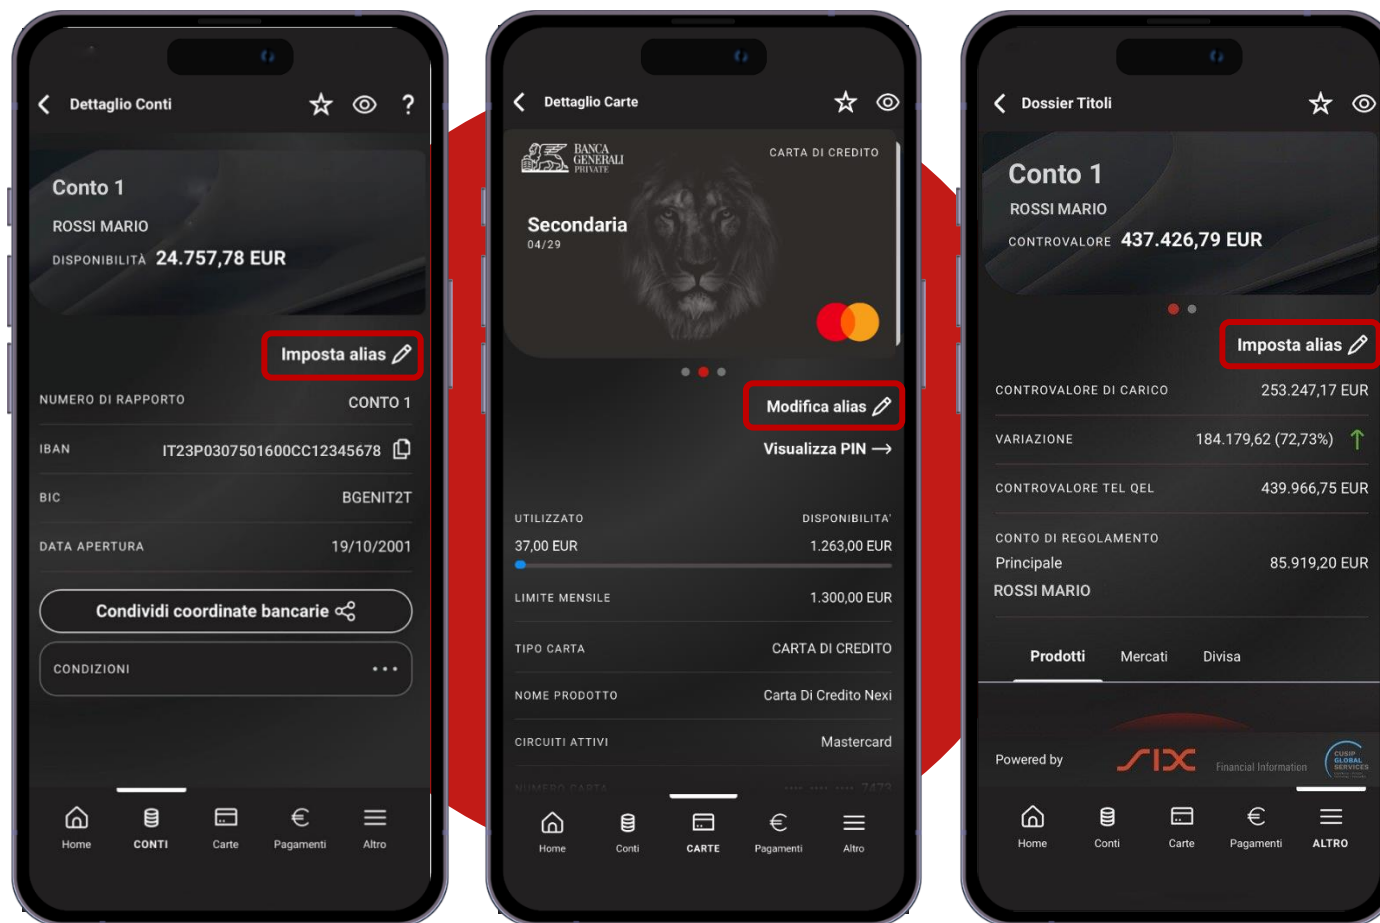 Dettaglio Conti
?
Conto 1
ROSSI MARIO
DISPONIBILITÀ 24.757,78 EUR
Imposta alias
NUMERO DI RAPPORTO CONTO 1
IBAN IT23P0307501600CC12345678
BIC BGENIT2T
DATA APERTURA 19/10/2001
Condividi coordinate bancarie
CONDIZIONI
Home CONTI Carte Pagamenti Altro
Dettaglio Carte
BANCA
GENERALI
PRIVATE
CARTA DI CREDITO
Secondaria
04/29
Modifica alias
Visualizza PIN
UTILIZZATO DISPONIBILITA'
37,00 EUR 1.263,00 EUR
LIMITE MENSILE 1.300,00 EUR
TIPO CARTA CARTA DI CREDITO
NOME PRODOTTO Carta Di Credito Nexi
CIRCUITI ATTIVI Mastercard
NUMERO CARTA .... .... .... 7473
Home Conti CARTE Pagamenti Altro
Dossier Titoli
Conto 1
ROSSI MARIO
CONTROVALORE 437.426,79 EUR
Imposta alias
CONTROVALORE DI CARICO 253.247,17 EUR
VARIAZIONE 184.179,62 (72,73%)
CONTROVALORE TEL QEL 439.966,75 EUR
CONTO DI REGOLAMENTO
Principale 85.919,20 EUR
ROSSI MARIO
Prodotti Mercati Divisa
Powered by SIX Financial Information
CUSIP
GLOBAL
SERVICES
Home Conti Carte Pagamenti ALTRO